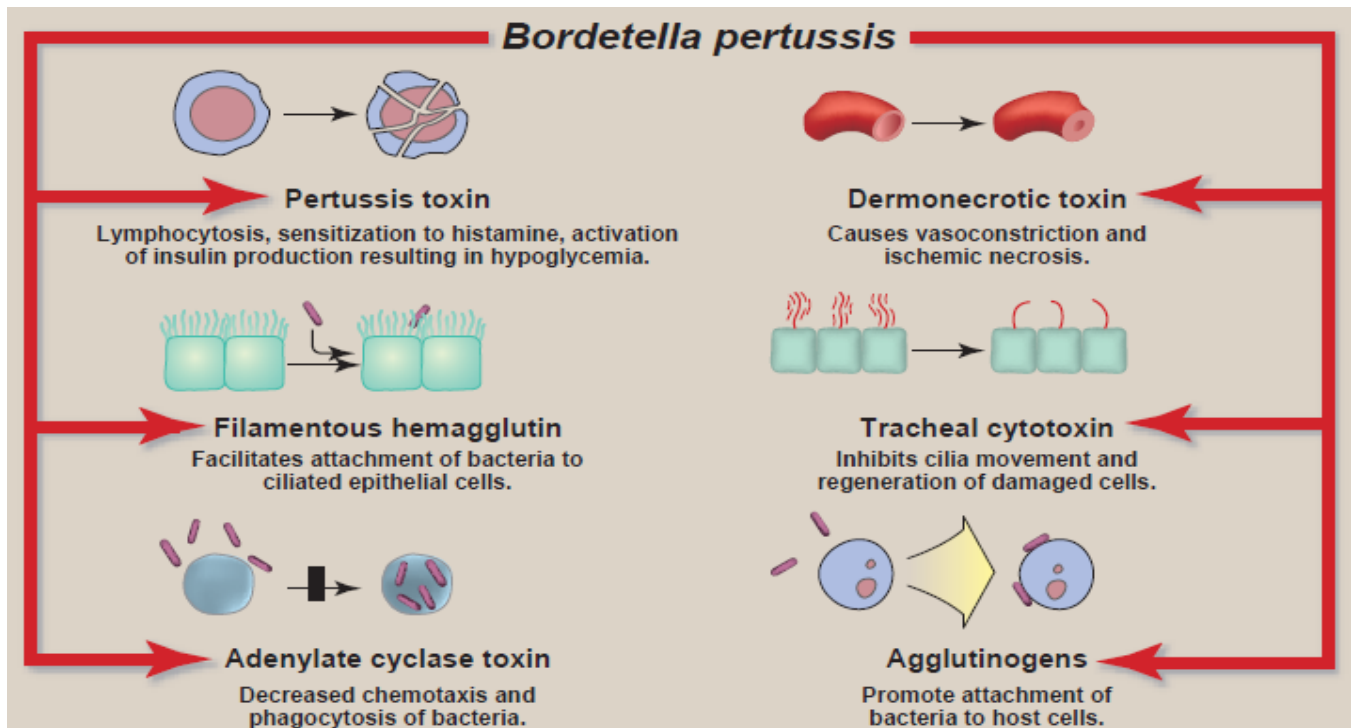 Bordetella pertussis
Pertussis toxin
Lymphocytosis, sensitization to histamine, activation
of insulin production resulting in hypoglycemia.
Dermonecrotic toxin
Causes vasoconstriction and
ischemic necrosis.
Filamentous hemagglutin
Facilitates attachment of bacteria to
ciliated epithelial cells.
Tracheal cytotoxin
Inhibits cilia movement and
regeneration of damaged cells.
Adenylate cyclase toxin
Decreased chemotaxis and
phagocytosis of bacteria.
Agglutinogens
Promote attachment of
bacteria to host cells.